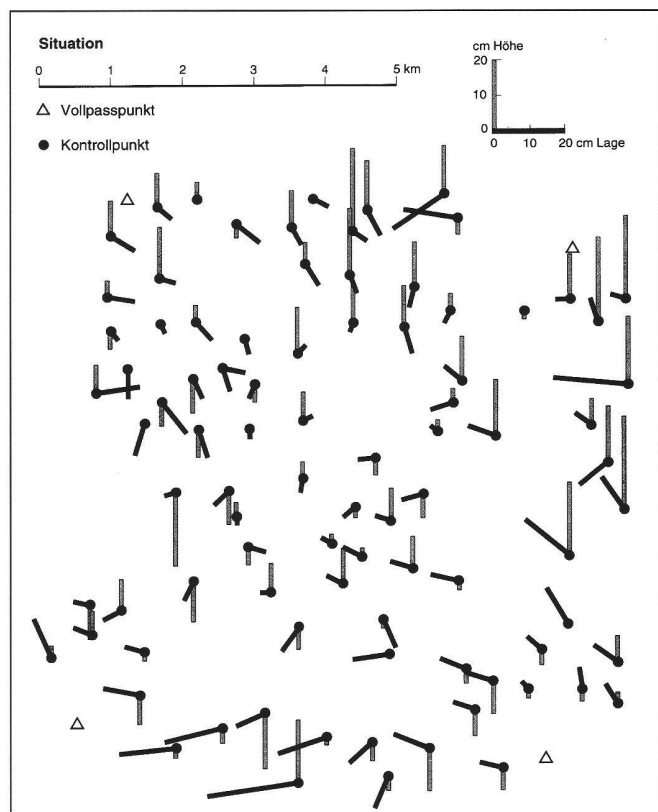 Situation
0 1 2 3 4 5 km
△ Vollpasspunkt
● Kontrollpunkt
cm Höhe
20
10
0
0 10 20 cm Lage